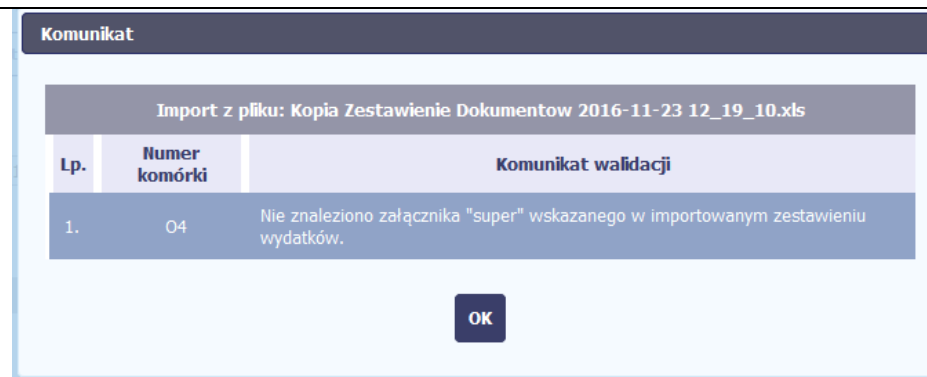 Komunikat
Import z pliku: Kopia Zestawienie Dokumentow 2016-11-23 12_19_10.xls
Lp. Numer komórki Komunikat walidacji
1. O4 Nie znaleziono załącznika "super" wskazanego w importowanym zestawieniu
wydatków.
OK